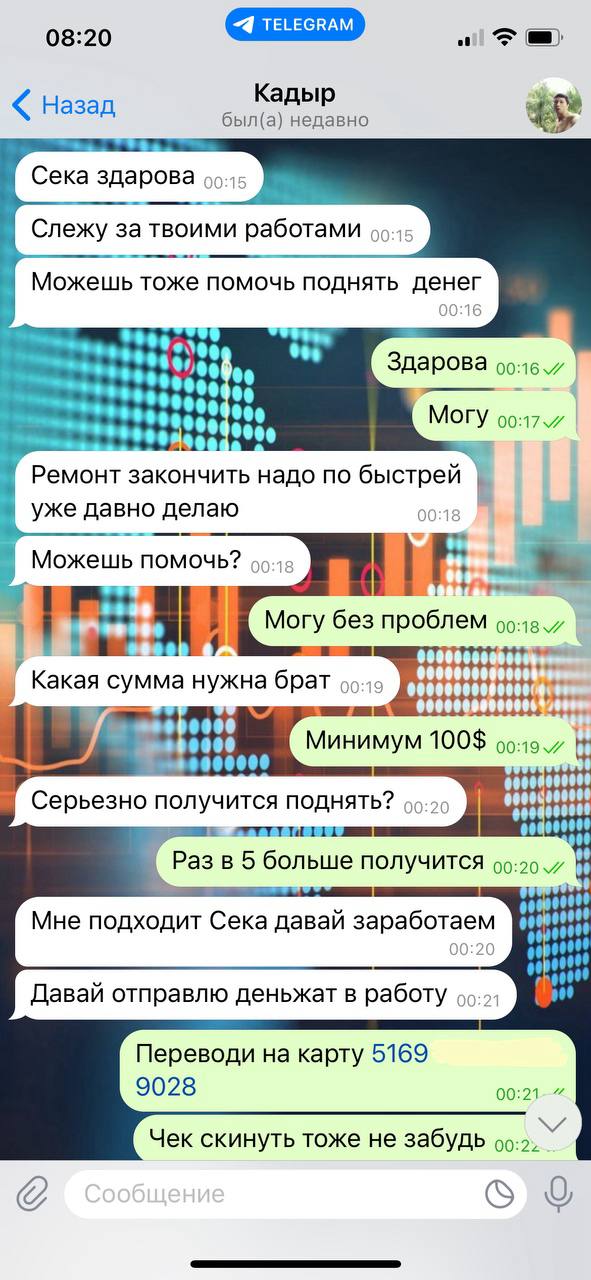 08:20
TELEGRAM
Назад
Кадыр
был(а) недавно
Сека здарова 00:15
Слежу за твоими работами 00:15
Можешь тоже помочь поднять денег
00:16
Здарова 00:16
Могу 00:17
Ремонт закончить надо по быстрей
уже давно делаю 00:18
Можешь помочь? 00:18
Могу без проблем 00:18
Какая сумма нужна брат 00:19
Минимум 100$ 00:19
Серьезно получится поднять? 00:20
Раз в 5 больше получится 00:20
Мне подходит Сека давай заработаем
00:20
Давай отправлю деньжат в работу 00:21
Переводи на карту 5169
9028 00:21
Чек скинуть тоже не забудь 00:22
Сообщение